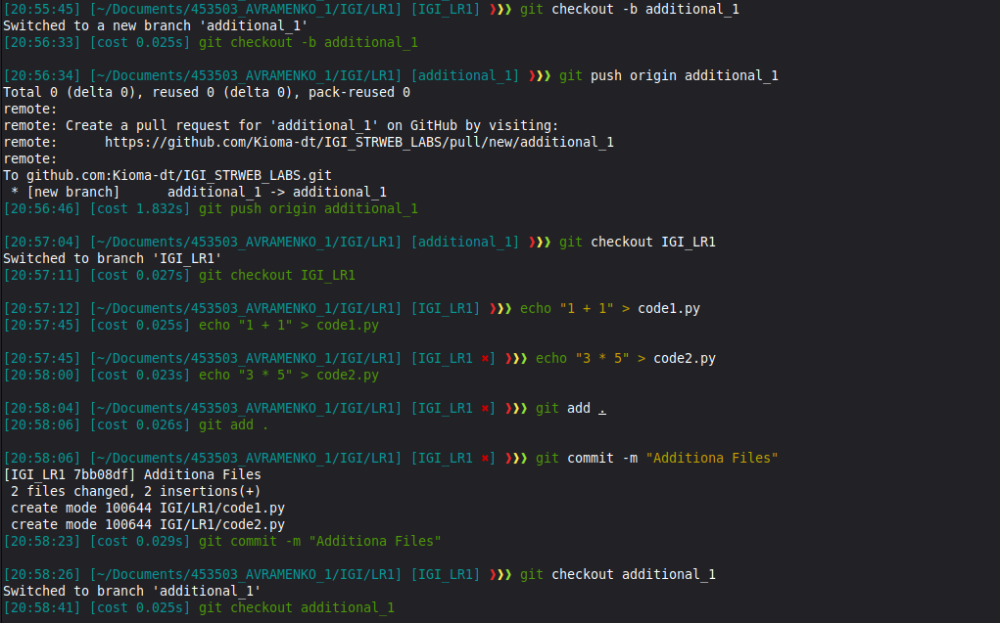 [20:55:45] [~/Documents/453503_AVRAMENKO_1/IGI/LR1] [IGI_LR1] ❯❯❯ git checkout -b additional_1
Switched to a new branch 'additional_1'
[20:56:33] [cost 0.025s] git checkout -b additional_1
[20:56:34] [~/Documents/453503_AVRAMENKO_1/IGI/LR1] [additional_1] ❯❯❯ git push origin additional_1
Total 0 (delta 0), reused 0 (delta 0), pack-reused 0
remote:
remote: Create a pull request for 'additional_1' on GitHub by visiting:
remote:      https://github.com/Kioma-dt/IGI_STRWEB_LABS/pull/new/additional_1
remote:
To github.com:Kioma-dt/IGI_STRWEB_LABS.git
 * [new branch]      additional_1 -> additional_1
[20:56:46] [cost 1.832s] git push origin additional_1
[20:57:04] [~/Documents/453503_AVRAMENKO_1/IGI/LR1] [additional_1] ❯❯❯ git checkout IGI_LR1
Switched to branch 'IGI_LR1'
[20:57:11] [cost 0.027s] git checkout IGI_LR1
[20:57:12] [~/Documents/453503_AVRAMENKO_1/IGI/LR1] [IGI_LR1] ❯❯❯ echo "1 + 1" > code1.py
[20:57:45] [cost 0.025s] echo "1 + 1" > code1.py
[20:57:45] [~/Documents/453503_AVRAMENKO_1/IGI/LR1] [IGI_LR1 ✖] ❯❯❯ echo "3 * 5" > code2.py
[20:58:00] [cost 0.023s] echo "3 * 5" > code2.py
[20:58:04] [~/Documents/453503_AVRAMENKO_1/IGI/LR1] [IGI_LR1 ✖] ❯❯❯ git add .
[20:58:06] [cost 0.026s] git add .
[20:58:06] [~/Documents/453503_AVRAMENKO_1/IGI/LR1] [IGI_LR1 ✖] ❯❯❯ git commit -m "Additiona Files"
[IGI_LR1 7bb08df] Additiona Files
 2 files changed, 2 insertions(+)
 create mode 100644 IGI/LR1/code1.py
 create mode 100644 IGI/LR1/code2.py
[20:58:23] [cost 0.029s] git commit -m "Additiona Files"
[20:58:26] [~/Documents/453503_AVRAMENKO_1/IGI/LR1] [IGI_LR1] ❯❯❯ git checkout additional_1
Switched to branch 'additional_1'
[20:58:41] [cost 0.025s] git checkout additional_1